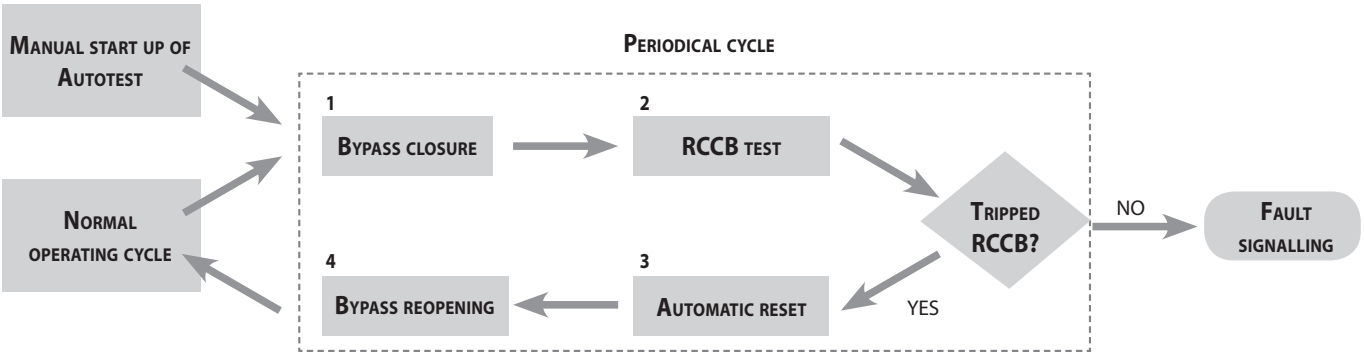 PERIODICAL CYCLE
MANUAL START UP OF
AUTOTEST
NORMAL
OPERATING CYCLE
1
BYPASS CLOSURE
2
RCCB TEST
TRIPPED
RCCB?
NO
FAULT
SIGNALLING
YES
3
AUTOMATIC RESET
4
BYPASS REOPENING